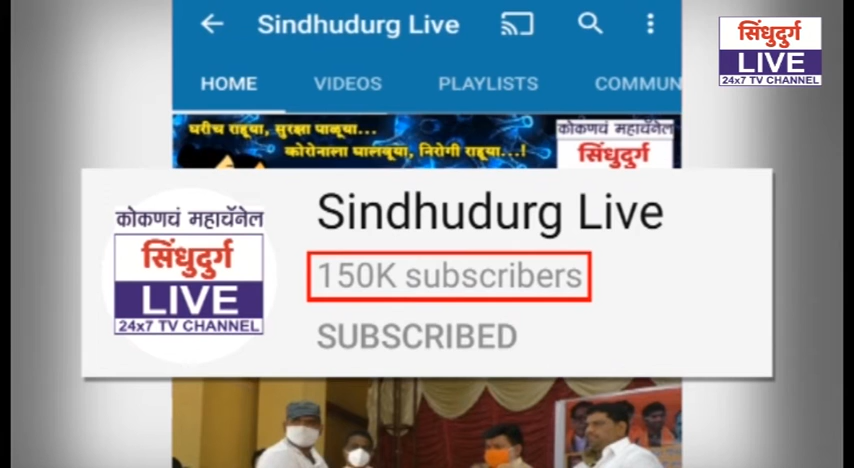 Sindhudurg Live
सिंधुदुर्ग
LIVE
24x7 TV CHANNEL
HOME VIDEOS PLAYLISTS COMMUN
घरीच राहूया, सुरक्षा पाळूया...
कोरोनाला घालवूया, निरोगी राहूया...!
कोकणचं महाचॅनेल
सिंधुदुर्ग
कोकणचं महाचॅनेल
सिंधुदुर्ग
LIVE
24x7 TV CHANNEL
Sindhudurg Live
150K subscribers
SUBSCRIBED